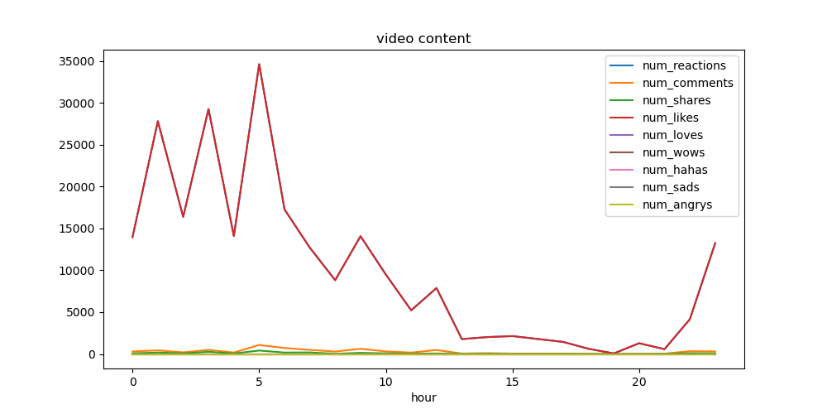 video content
35000
30000
25000
20000
15000
10000
5000
0
num_reactions
num_comments
num_shares
num_likes
num_loves
num_wows
num_hahas
num_sads
num_angrys
0 5 10 15 20
hour